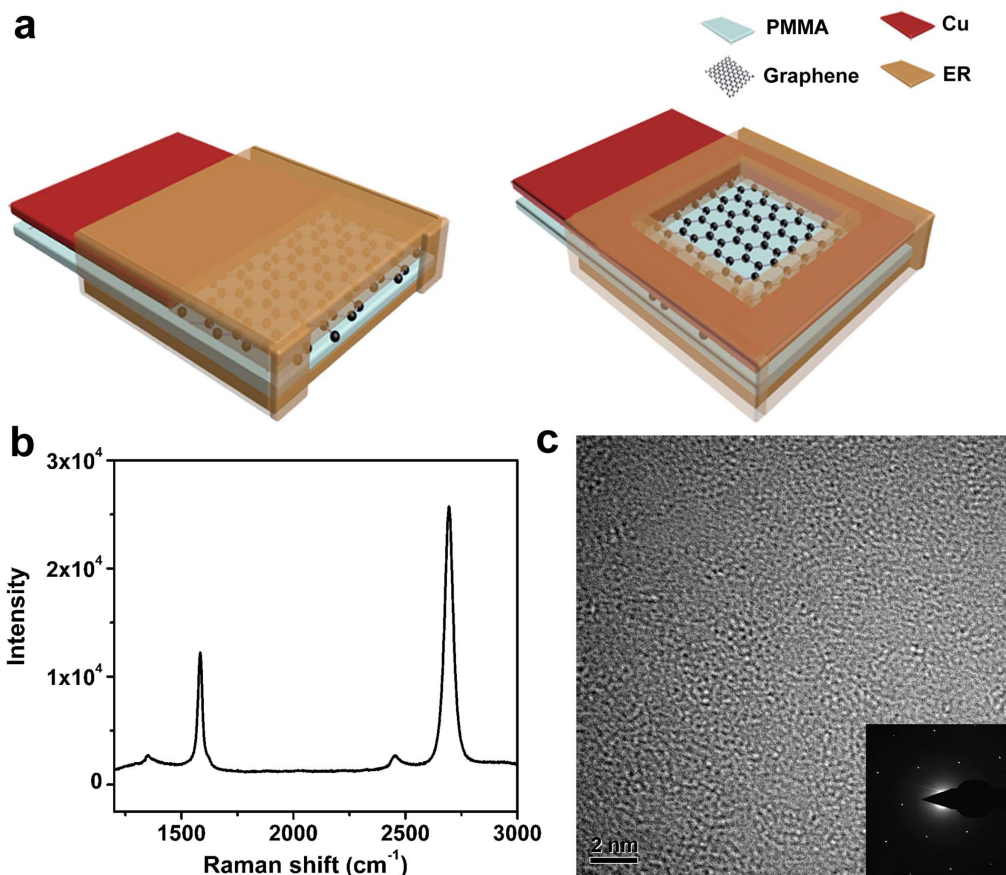 a
PMMA
Cu
Graphene
ER
b
3x10⁴
2x10⁴
1x10⁴
0
Intensity
1500
2000
2500
3000
Raman shift (cm⁻¹)
c
2 nm